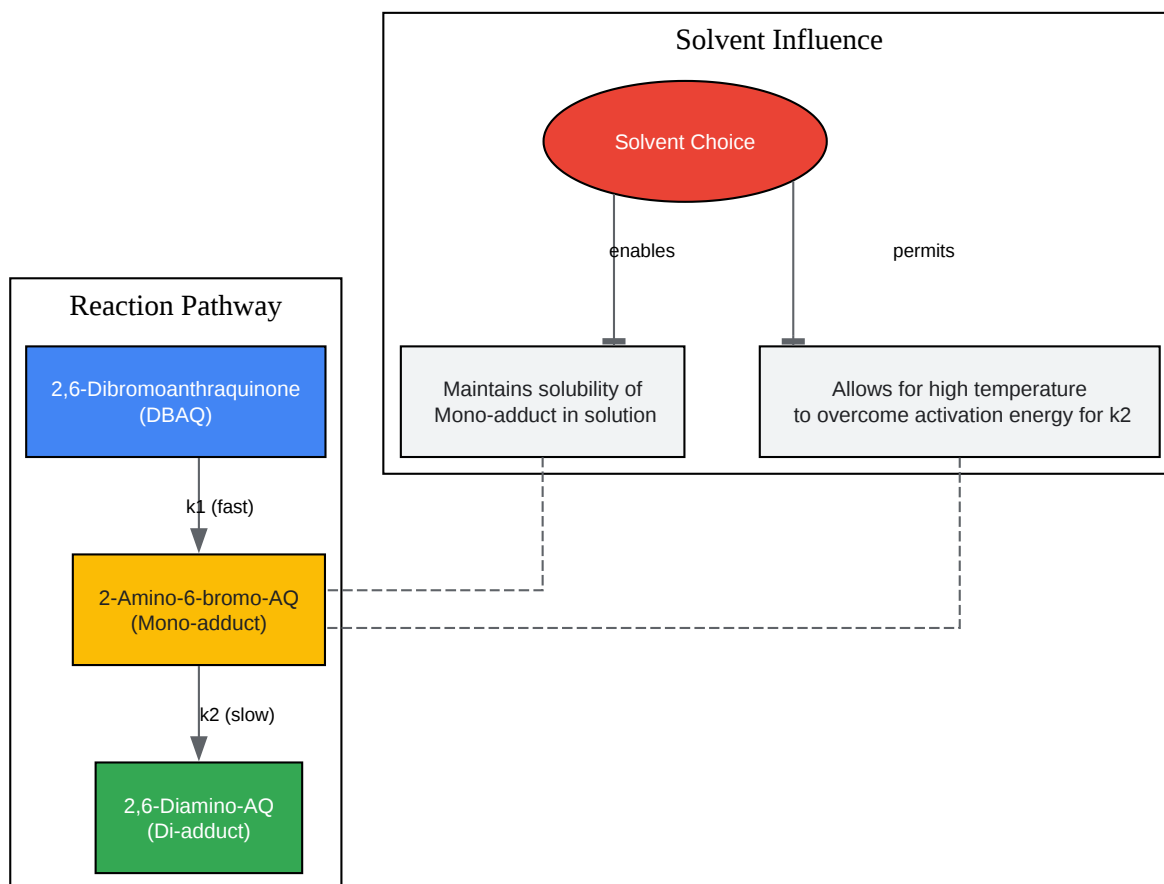 Solvent Influence
Solvent Choice
enables
permits
Maintains solubility of
Mono-adduct in solution
Allows for high temperature
to overcome activation energy for k2
Reaction Pathway
2,6-Dibromoanthraquinone
(DBAQ)
k1 (fast)
2-Amino-6-bromo-AQ
(Mono-adduct)
k2 (slow)
2,6-Diamino-AQ
(Di-adduct)